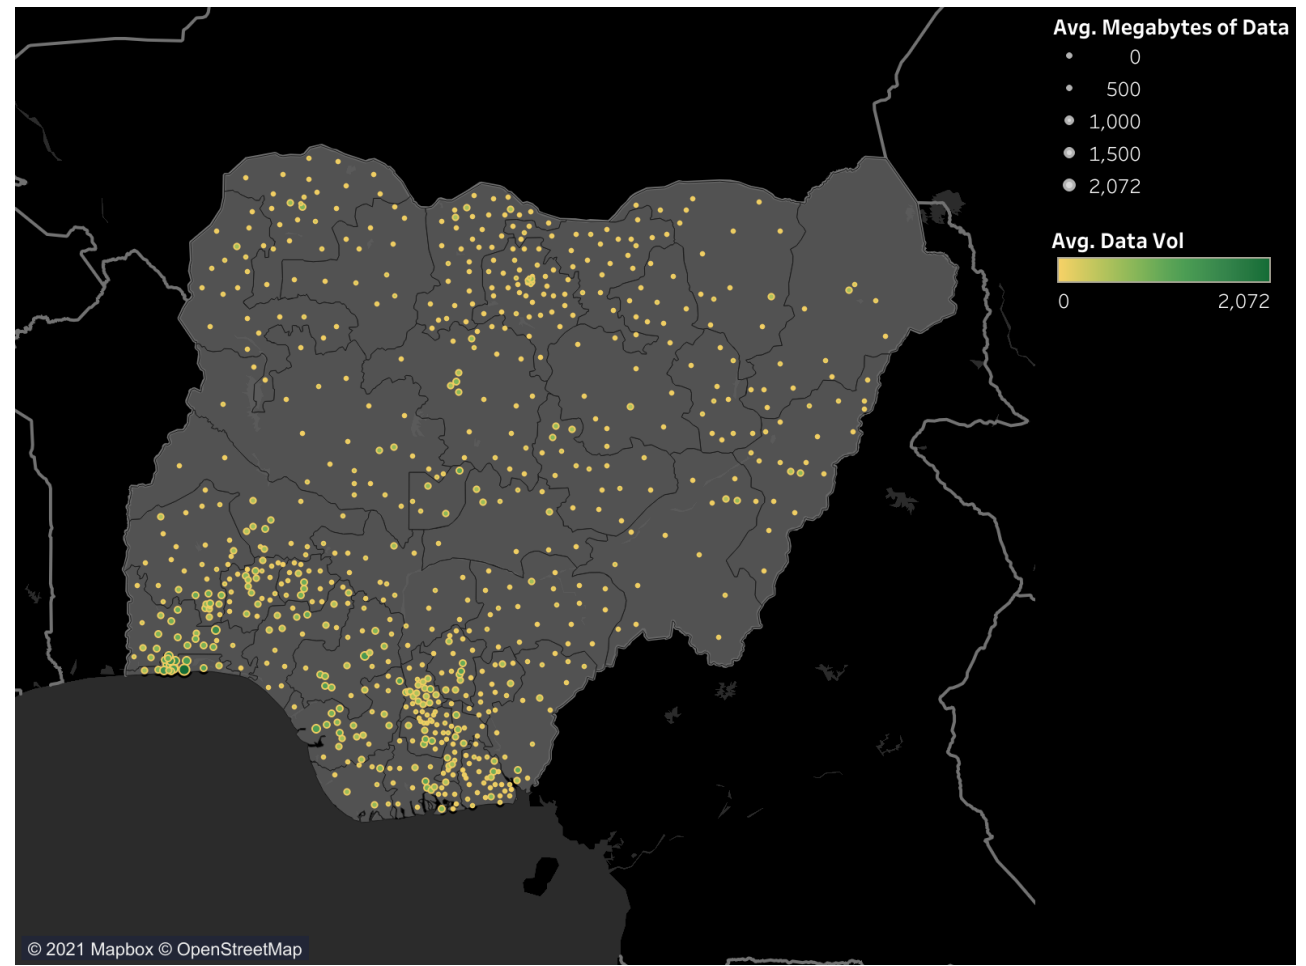 Avg. Megabytes of Data
0
500
1,000
1,500
2,072
Avg. Data Vol
0 2,072
© 2021 Mapbox © OpenStreetMap